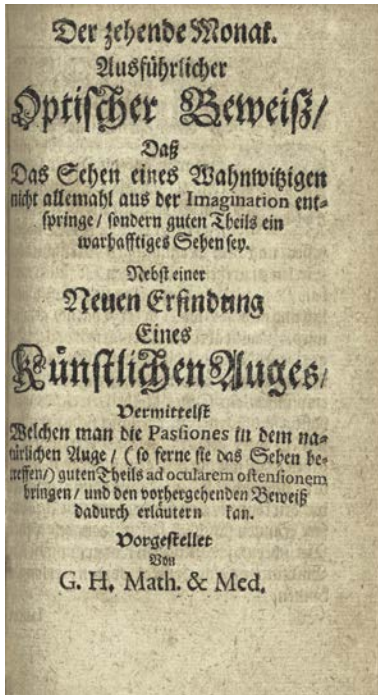 Der zehende Monat.
Ausführlicher
Optischer Beweiß/
Daß
Das Sehen eines Wahnwitzigen
nicht allemahl aus der Imagination ent-
springe/ sondern guten Theils ein
warhafftiges Sehen sey.
Nebst einer
Neuen Erfindung
Eines
Künstlichen Auges/
Vermittelst
Welchen man die Passiones in dem na-
türlichen Auge/ (so ferne sie das Sehen be-
treffen/) guten Theils ad ocularem ostensionem
bringen/ und den vorhergehenden Beweiß
dadurch erläutern kan.
Vorgestellet
Von
G. H. Math. & Med.